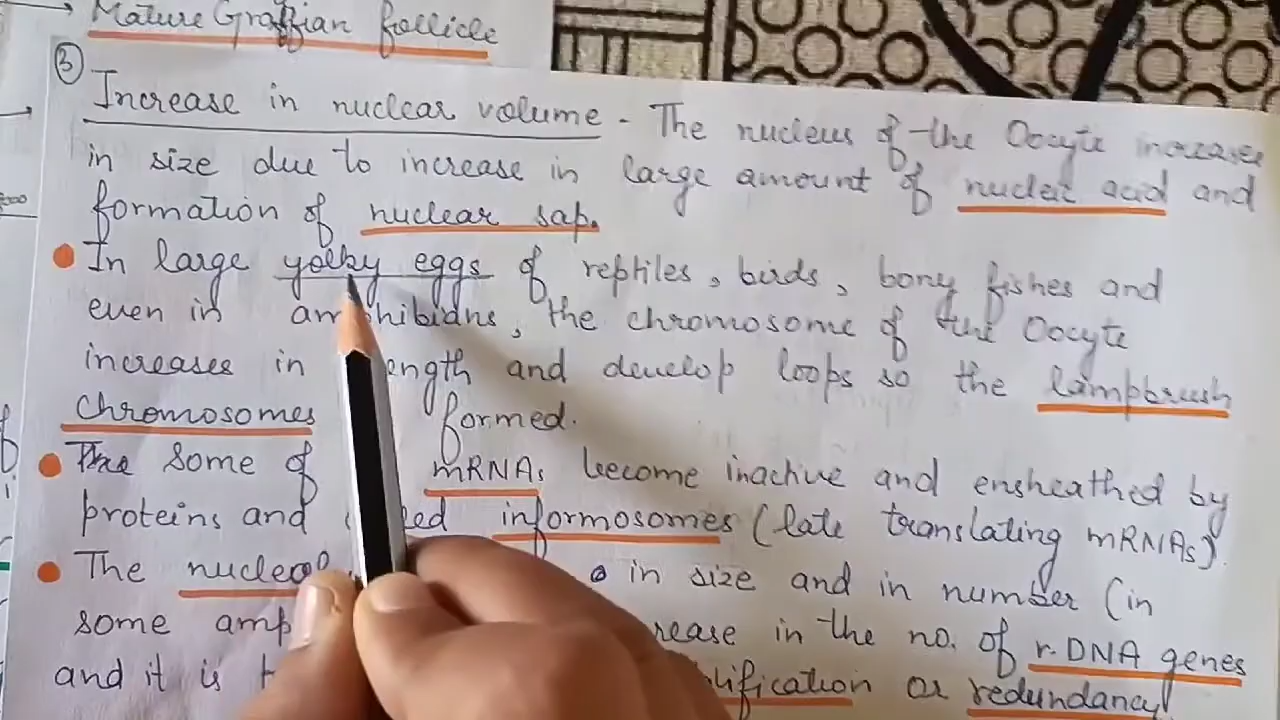 Mature Graffian follicle
③
Increase in nuclear volume - The nucleus of the Oocyte increases
in size due to increase in large amount of nucleic acid and
formation of nuclear sap.
In large yolky eggs of reptiles, birds, bony fishes and
even in amphibians, the chromosome of the Oocyte
increases in length and develop loops so the lampbrush
chromosomes formed.
The some of mRNAs become inactive and ensheathed by
proteins and informosomes (late translating mRNAs).
The in size and in number (in
some in the no. of r.DNA genes
and it is or redundancy